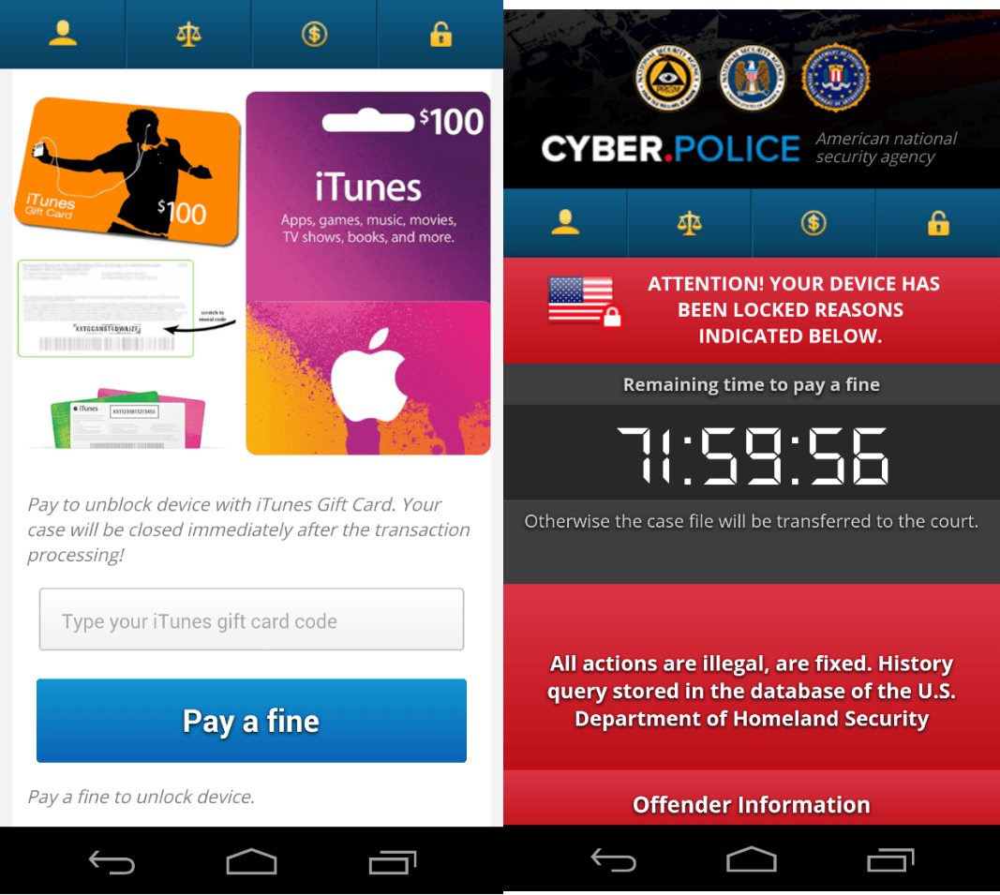 $100
iTunes
Gift Card
$100
iTunes
Apps, games, music, movies,
TV shows, books, and more.
scratch to
reveal code
iTunes
Pay to unblock device with iTunes Gift Card. Your
case will be closed immediately after the transaction
processing!
Type your iTunes gift card code
Pay a fine
Pay a fine to unlock device.
PRISM
CYBER.POLICE
American national
security agency
ATTENTION! YOUR DEVICE HAS
BEEN LOCKED REASONS
INDICATED BELOW.
Remaining time to pay a fine
71:59:56
Otherwise the case file will be transferred to the court.
All actions are illegal, are fixed. History
query stored in the database of the U.S.
Department of Homeland Security
Offender Information